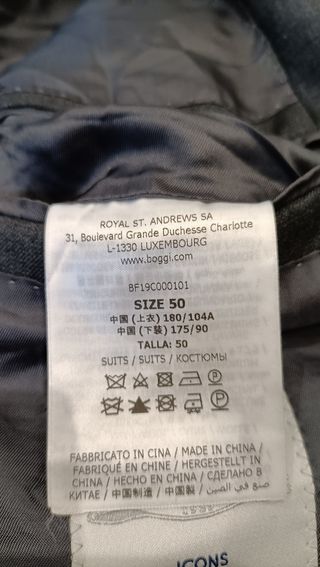 ROYAL ST. ANDREWS SA
31, Boulevard Grande Duchesse Charlotte
L-1330 LUXEMBOURG
www.boggi.com
BF19C000101
SIZE 50
中国 (上衣) 180/104A
中国 (下装) 175/90
TALLA: 50
SUITS / SUITS / КОСТЮМЫ
FABBRICATO IN CINA / MADE IN CHINA /
FABRIQUÉ EN CHINE / HERGESTELLT IN
CHINA / HECHO EN CHINA / СДЕЛАНО В
КИТАЕ / 中国制造 / 中国製 / صنع في الصين
ICONS